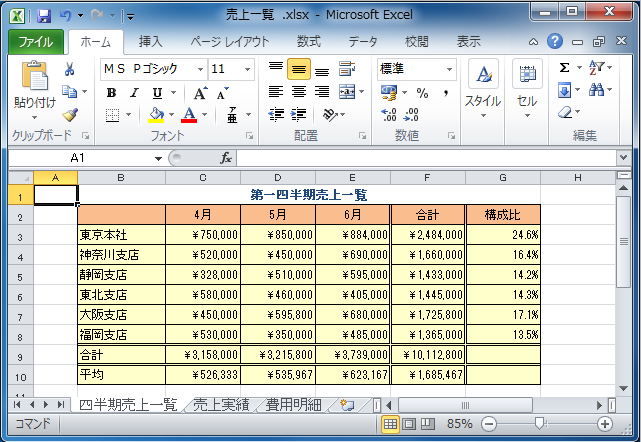 売上一覧 .xlsx - Microsoft Excel
ファイル ホーム 挿入 ページ レイアウト 数式 データ 校閲 表示
ＭＳ Ｐゴシック 11 標準
貼り付け B I U A A % , スタイル セル Σ
クリップボード フォント 配置 数値 編集
A1 fx
A B C D E F G H
1 第一四半期売上一覧
2 4月 5月 6月 合計 構成比
3 東京本社 ￥750,000 ￥850,000 ￥884,000 ￥2,484,000 24.6%
4 神奈川支店 ￥520,000 ￥450,000 ￥690,000 ￥1,660,000 16.4%
5 静岡支店 ￥328,000 ￥510,000 ￥595,000 ￥1,433,000 14.2%
6 東北支店 ￥580,000 ￥460,000 ￥405,000 ￥1,445,000 14.3%
7 大阪支店 ￥450,000 ￥595,800 ￥680,000 ￥1,725,800 17.1%
8 福岡支店 ￥530,000 ￥350,000 ￥485,000 ￥1,365,000 13.5%
9 合計 ￥3,158,000 ￥3,215,800 ￥3,739,000 ￥10,112,800
10 平均 ￥526,333 ￥535,967 ￥623,167 ￥1,685,467
四半期売上一覧 売上実績 費用明細
コマンド 85%